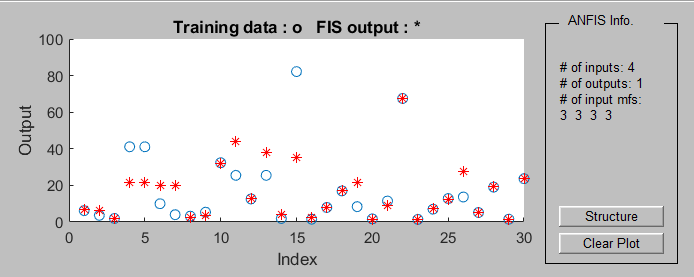 Training data : o   FIS output : *
ANFIS Info.
100
80
60
40
20
0
Output
0
5
10
15
20
25
30
Index
# of inputs: 4
# of outputs: 1
# of input mfs:
3  3  3  3
Structure
Clear Plot